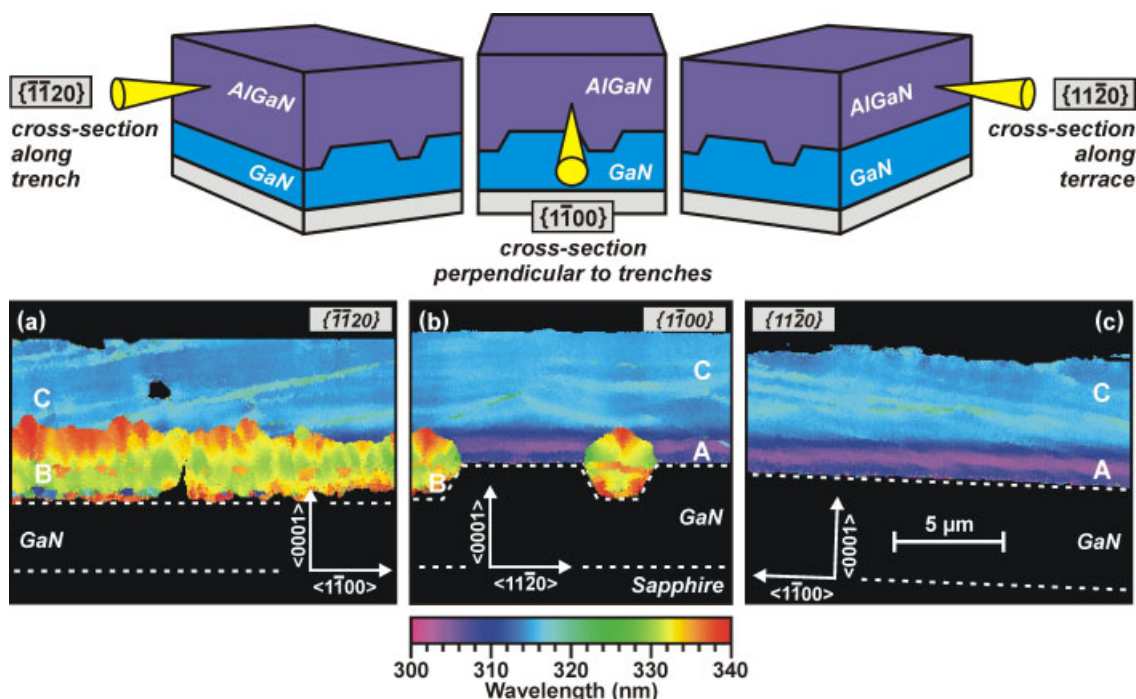 {1̅1̅20}
cross-section
along
trench
AlGaN
GaN
AlGaN
GaN
{11̅00}
cross-section
perpendicular to trenches
AlGaN
GaN
{112̅0}
cross-section
along
terrace
(a)
{1̅1̅20}
C
B
GaN
<0001>
<11̅00>
(b)
{11̅00}
C
A
B
GaN
<0001>
<112̅0>
Sapphire
{112̅0}
(c)
C
A
5 µm
<0001>
<11̅00>
GaN
300 310 320 330 340
Wavelength (nm)